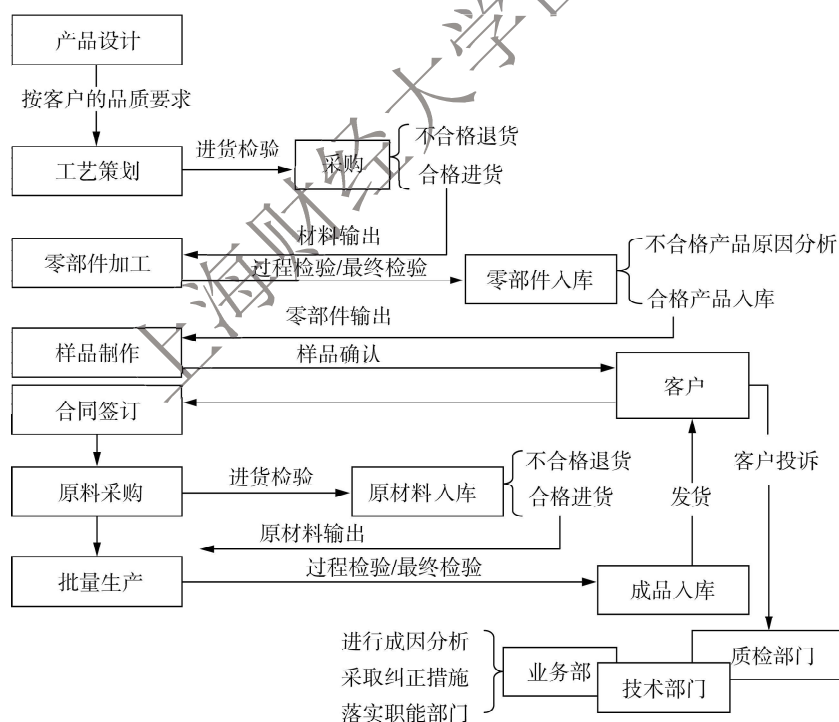 产品设计
按客户的品质要求
工艺策划
进货检验
采购
不合格退货
合格进货
材料输出
零部件加工
过程检验/最终检验
零部件入库
不合格产品原因分析
合格产品入库
零部件输出
样品制作
样品确认
客户
合同签订
原料采购
进货检验
原材料入库
不合格退货
合格进货
发货
客户投诉
原材料输出
批量生产
过程检验/最终检验
成品入库
进行成因分析
采取纠正措施
落实职能部门
业务部
技术部门
质检部门
上海财经大学